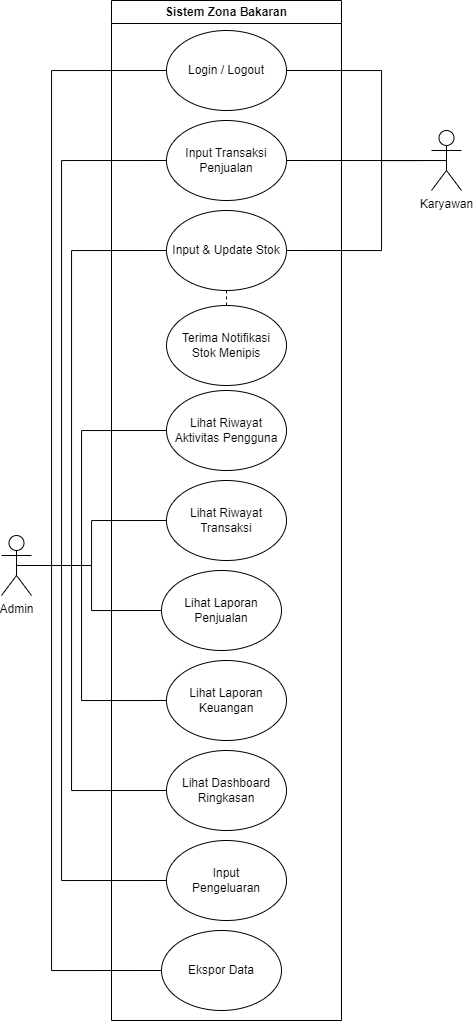 Sistem Zona Bakaran
Login / Logout
Input Transaksi
Penjualan
Karyawan
Input & Update Stok
Terima Notifikasi
Stok Menipis
Lihat Riwayat
Aktivitas Pengguna
Lihat Riwayat
Transaksi
Admin
Lihat Laporan
Penjualan
Lihat Laporan
Keuangan
Lihat Dashboard
Ringkasan
Input
Pengeluaran
Ekspor Data